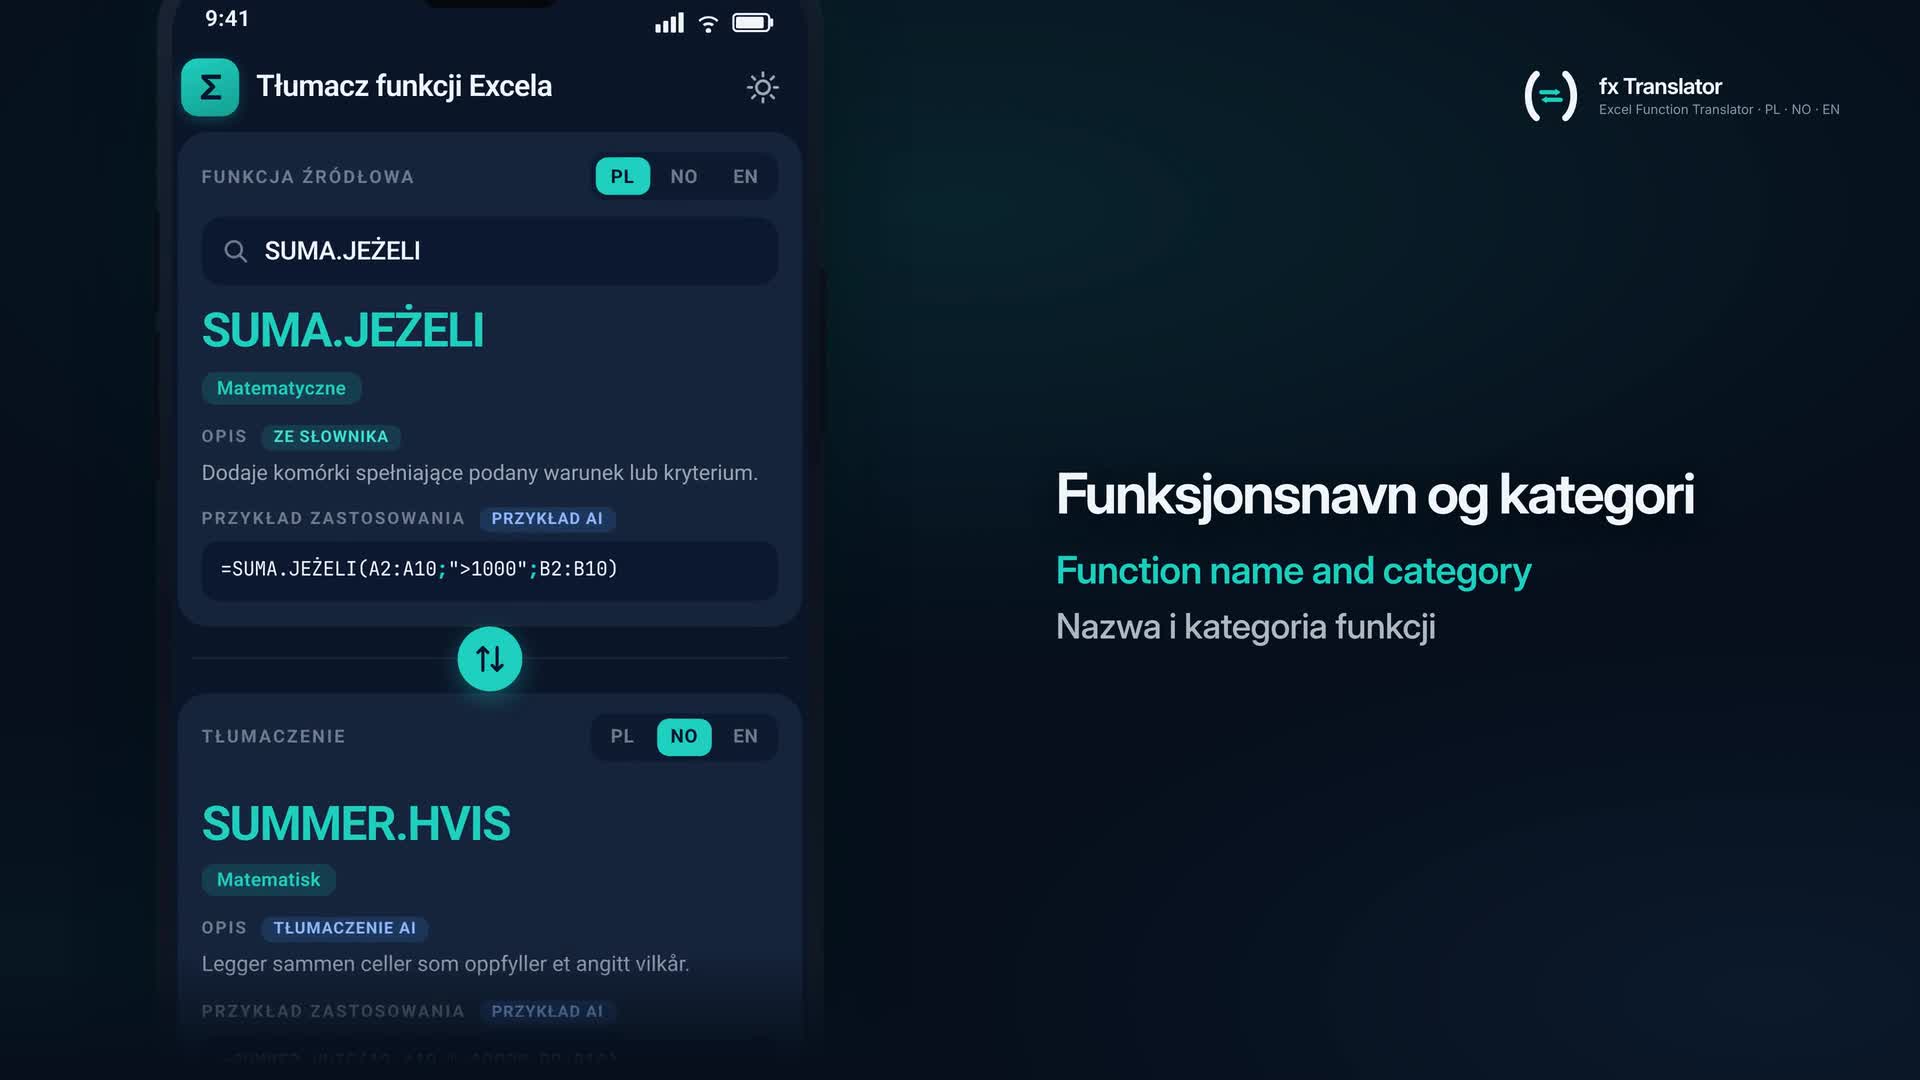 9:41
Σ Tłumacz funkcji Excela
FUNKCJA ŹRÓDŁOWA PL NO EN
SUMA.JEŻELI
SUMA.JEŻELI
Matematyczne
OPIS ZE SŁOWNIKA
Dodaje komórki spełniające podany warunek lub kryterium.
PRZYKŁAD ZASTOSOWANIA PRZYKŁAD AI
=SUMA.JEŻELI(A2:A10;">1000";B2:B10)
TŁUMACZENIE PL NO EN
SUMMER.HVIS
Matematisk
OPIS TŁUMACZENIE AI
Legger sammen celler som oppfyller et angitt vilkår.
PRZYKŁAD ZASTOSOWANIA PRZYKŁAD AI
fx Translator
Excel Function Translator · PL · NO · EN
Funksjonsnavn og kategori
Function name and category
Nazwa i kategoria funkcji